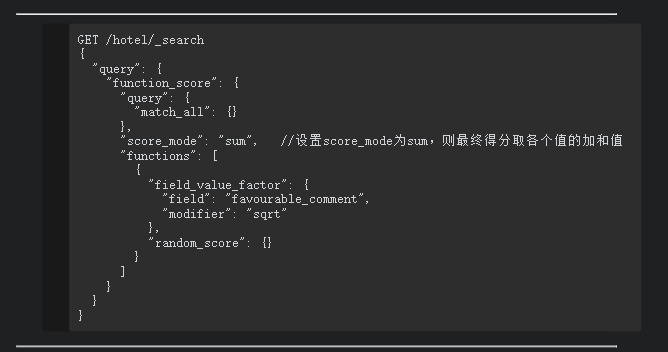 GET /hotel/_search
{
  "query": {
    "function_score": {
      "query": {
        "match_all": {}
      },
      "score_mode": "sum",   //设置score_mode为sum，则最终得分取各个值的加和值
      "functions": [
        {
          "field_value_factor": {
            "field": "favourable_comment",
            "modifier": "sqrt"
          },
          "random_score": {}
        }
      ]
    }
  }
}